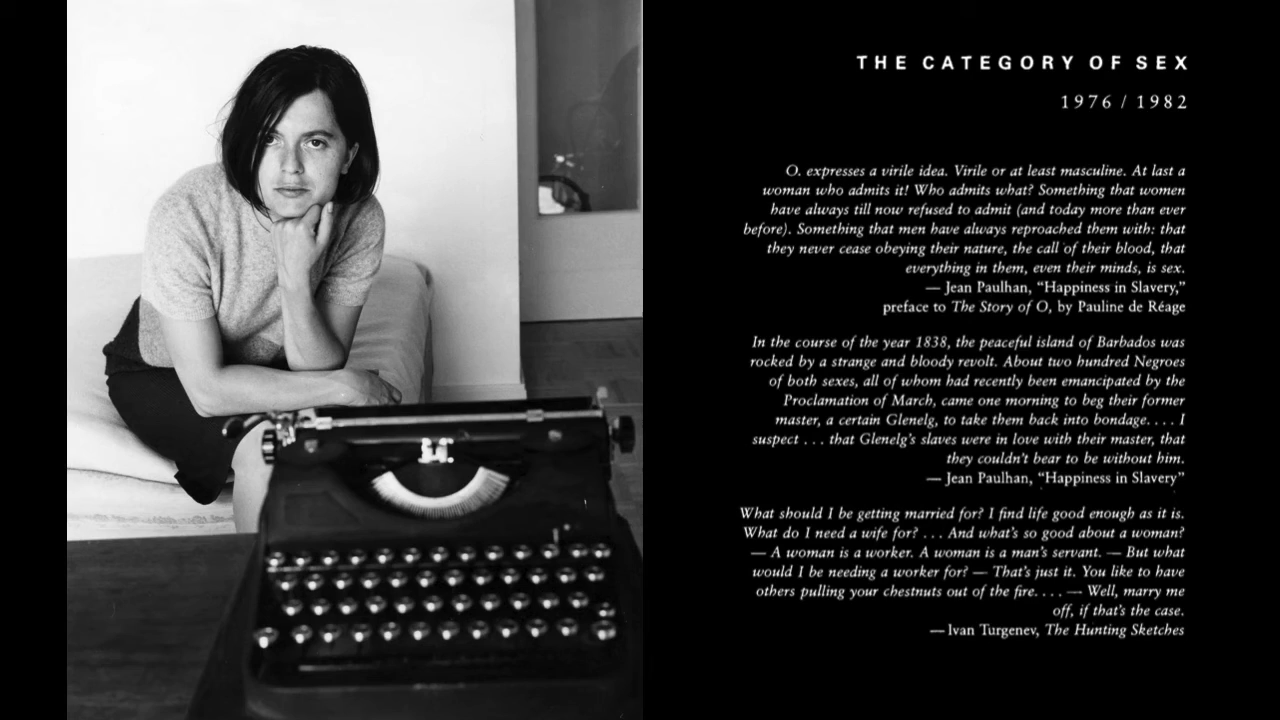 THE CATEGORY OF SEX
1976 / 1982
O. expresses a virile idea. Virile or at least masculine. At last a
woman who admits it! Who admits what? Something that women
have always till now refused to admit (and today more than ever
before). Something that men have always reproached them with: that
they never cease obeying their nature, the call of their blood, that
everything in them, even their minds, is sex.
— Jean Paulhan, “Happiness in Slavery,”
preface to The Story of O, by Pauline de Réage
In the course of the year 1838, the peaceful island of Barbados was
rocked by a strange and bloody revolt. About two hundred Negroes
of both sexes, all of whom had recently been emancipated by the
Proclamation of March, came one morning to beg their former
master, a certain Glenelg, to take them back into bondage. . . . I
suspect . . . that Glenelg’s slaves were in love with their master, that
they couldn’t bear to be without him.
— Jean Paulhan, “Happiness in Slavery”
What should I be getting married for? I find life good enough as it is.
What do I need a wife for? . . . And what’s so good about a woman?
— A woman is a worker. A woman is a man’s servant. — But what
would I be needing a worker for? — That’s just it. You like to have
others pulling your chestnuts out of the fire. . . . — Well, marry me
off, if that’s the case.
— Ivan Turgenev, The Hunting Sketches